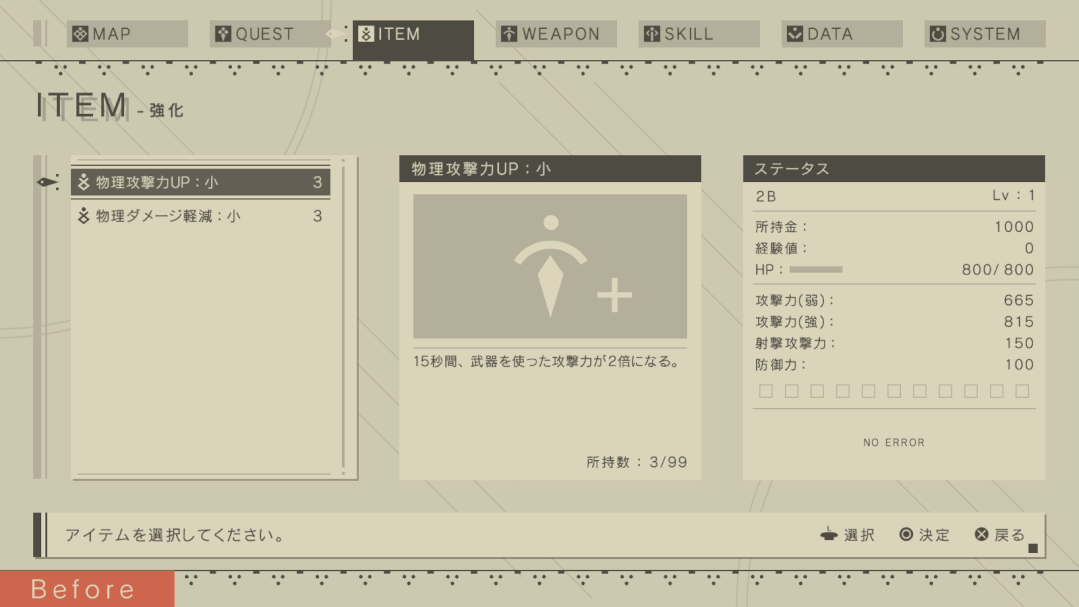 MAP
QUEST
ITEM
WEAPON
SKILL
DATA
SYSTEM
ITEM - 強化
物理攻撃力UP：小 3
物理ダメージ軽減：小 3
物理攻撃力UP：小
15秒間、武器を使った攻撃力が2倍になる。
所持数：3/99
ステータス
2B Lv：1
所持金： 1000
経験値： 0
HP： 800/800
攻撃力(弱)： 665
攻撃力(強)： 815
射撃攻撃力： 150
防御力： 100
NO ERROR
アイテムを選択してください。
選択 決定 戻る
Before